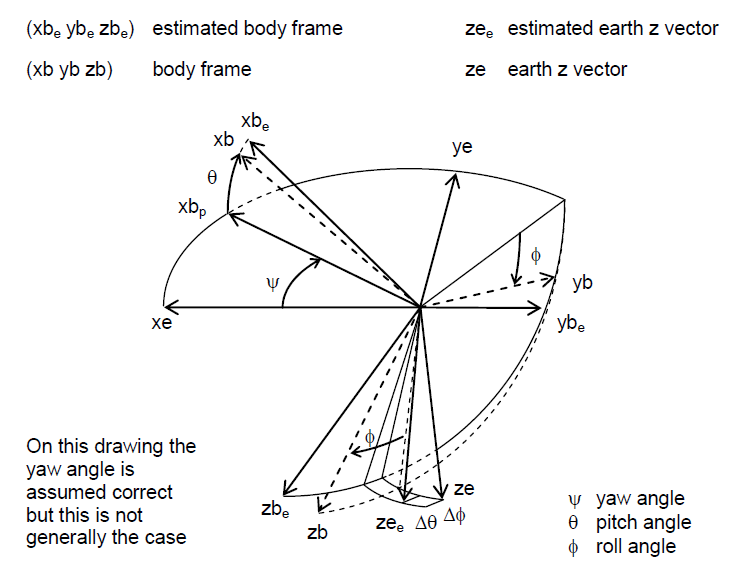 (xbₑ ybₑ zbₑ) estimated body frame zeₑ estimated earth z vector
(xb yb zb) body frame ze earth z vector
xbₑ
xb
ye
θ
xbₚ
ϕ
yb
ψ
xe
ybₑ
ϕ
On this drawing the
yaw angle is
assumed correct
but this is not
generally the case
ze
zbₑ
zb
zeₑ Δθ Δϕ
ψ yaw angle
θ pitch angle
ϕ roll angle